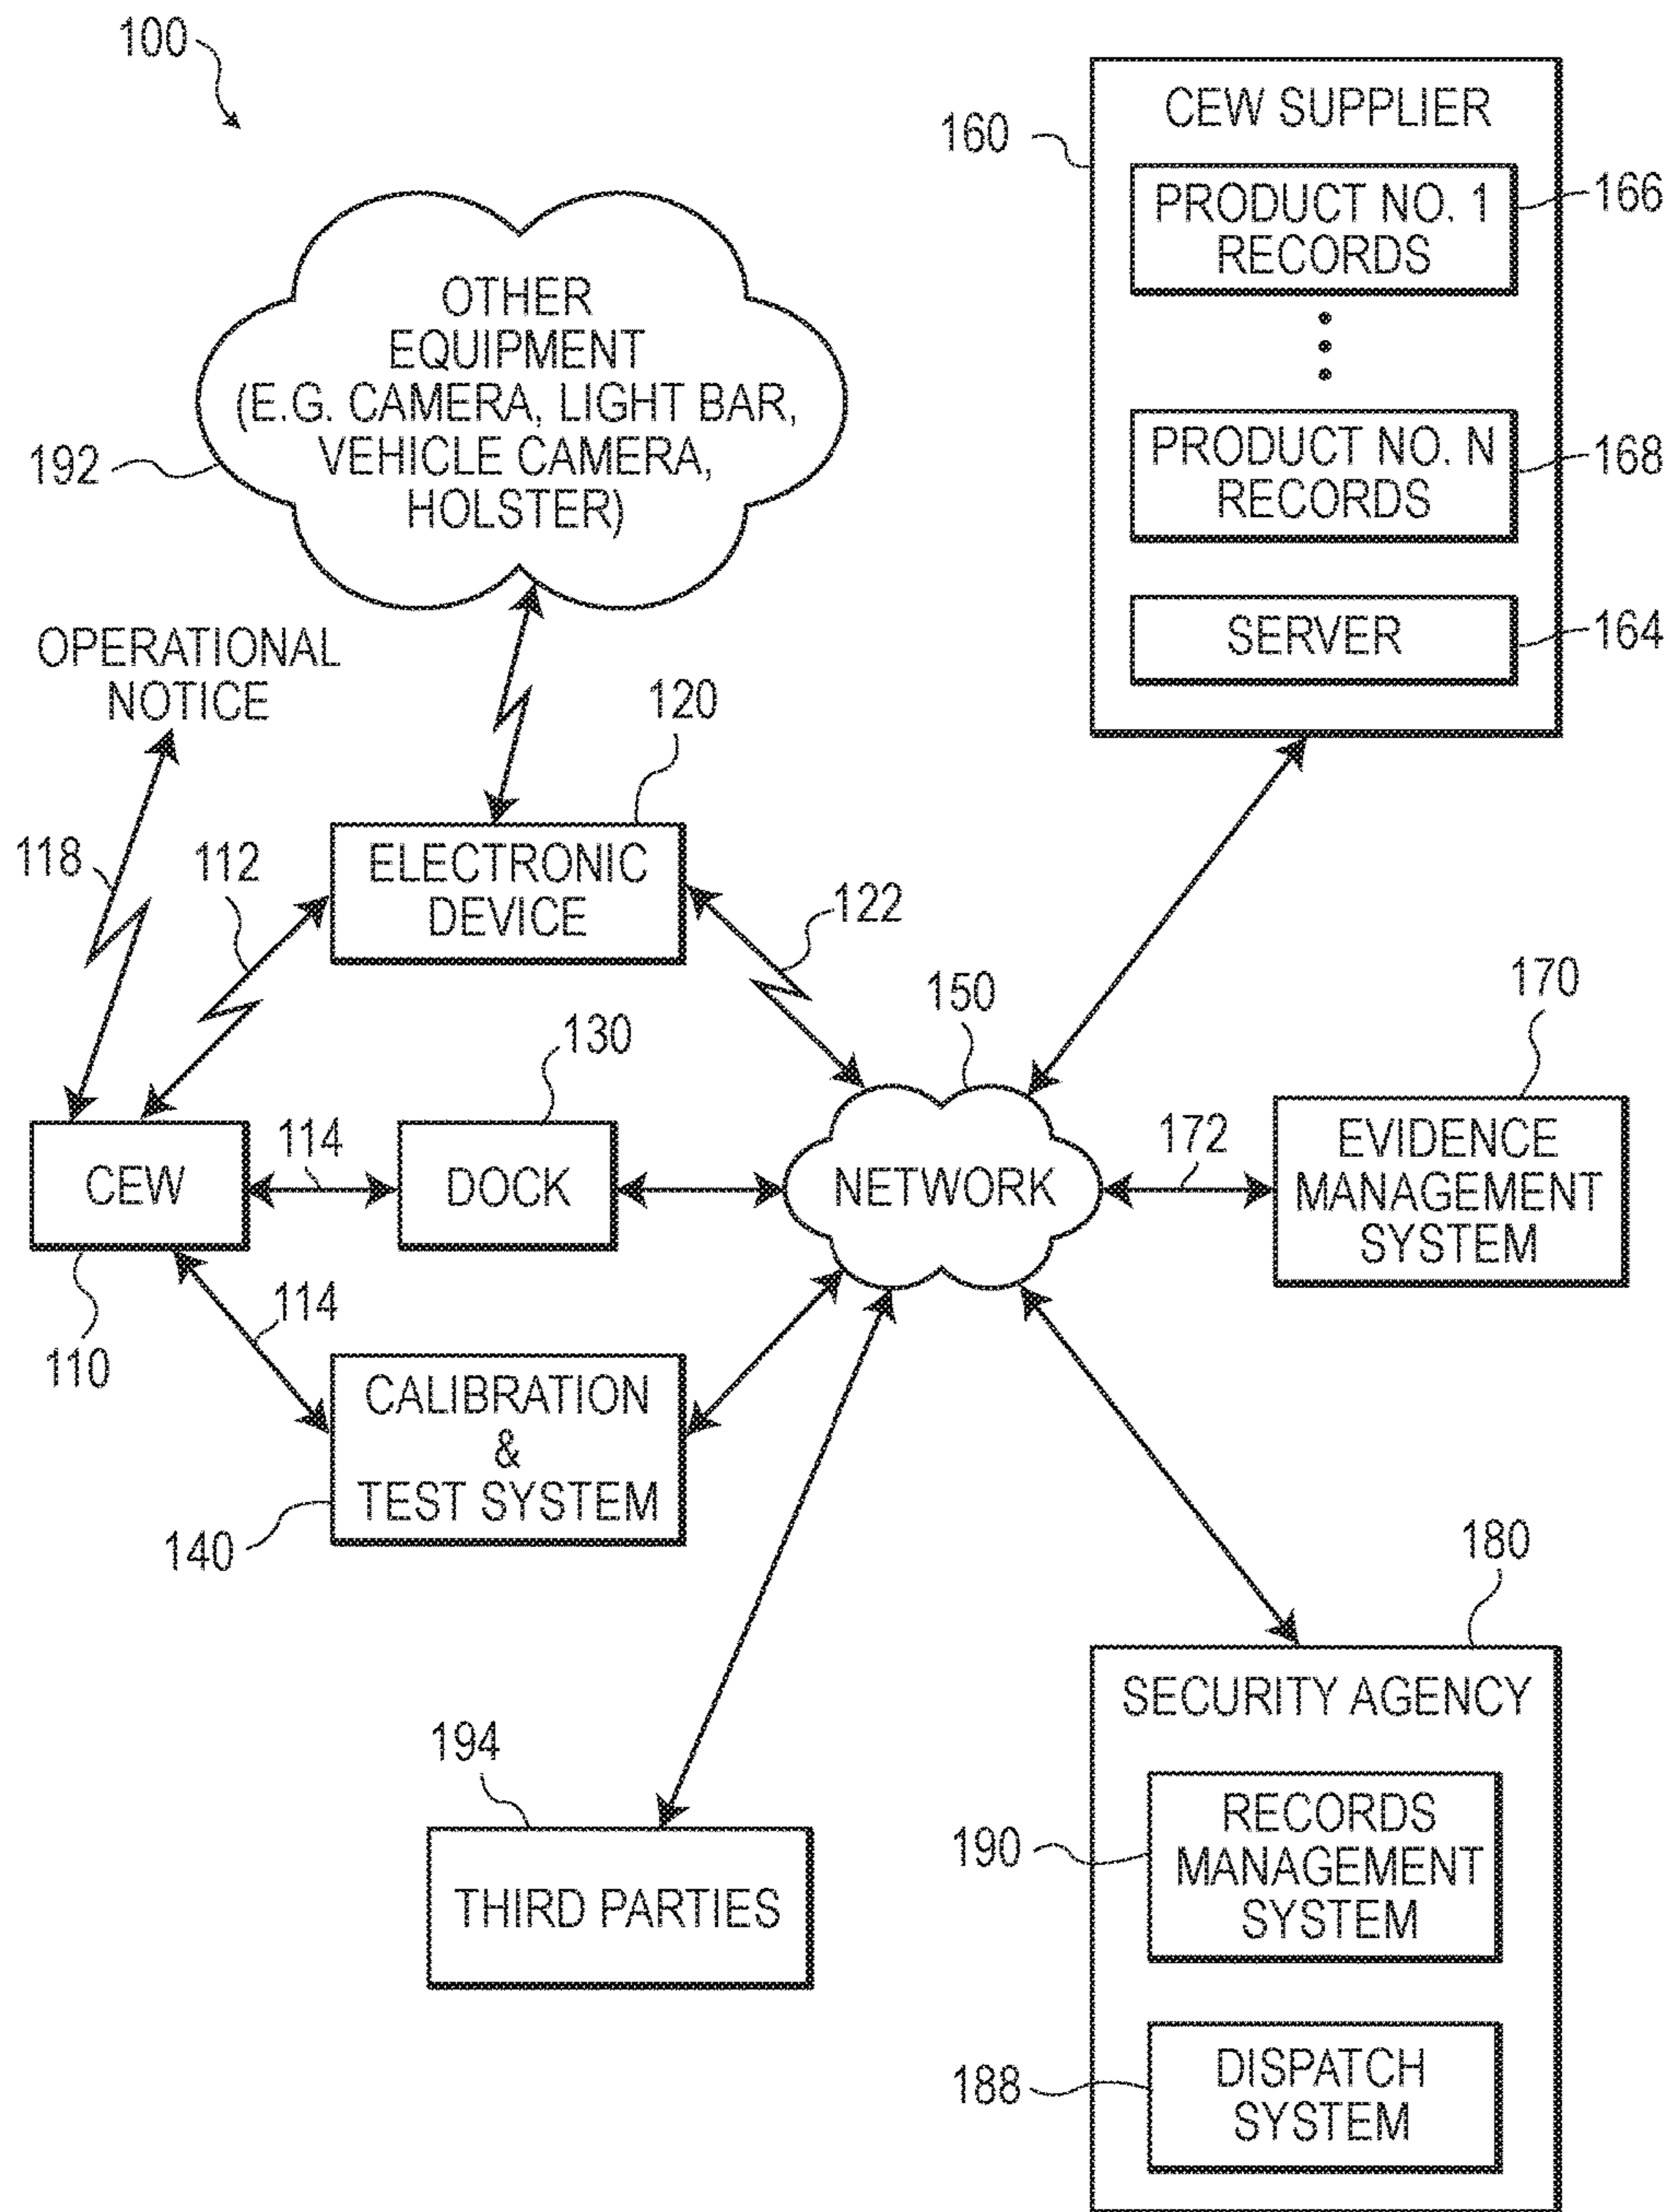 100
160
CEW SUPPLIER
PRODUCT NO. 1
RECORDS
166
PRODUCT NO. N
RECORDS
168
SERVER
164
OTHER
EQUIPMENT
(E.G. CAMERA, LIGHT BAR,
VEHICLE CAMERA,
HOLSTER)
192
OPERATIONAL
NOTICE
120
118
112
ELECTRONIC
DEVICE
122
130
150
170
CEW
114
DOCK
NETWORK
172
EVIDENCE
MANAGEMENT
SYSTEM
110
114
CALIBRATION
&
TEST SYSTEM
140
180
SECURITY AGENCY
194
THIRD PARTIES
190
RECORDS
MANAGEMENT
SYSTEM
188
DISPATCH
SYSTEM